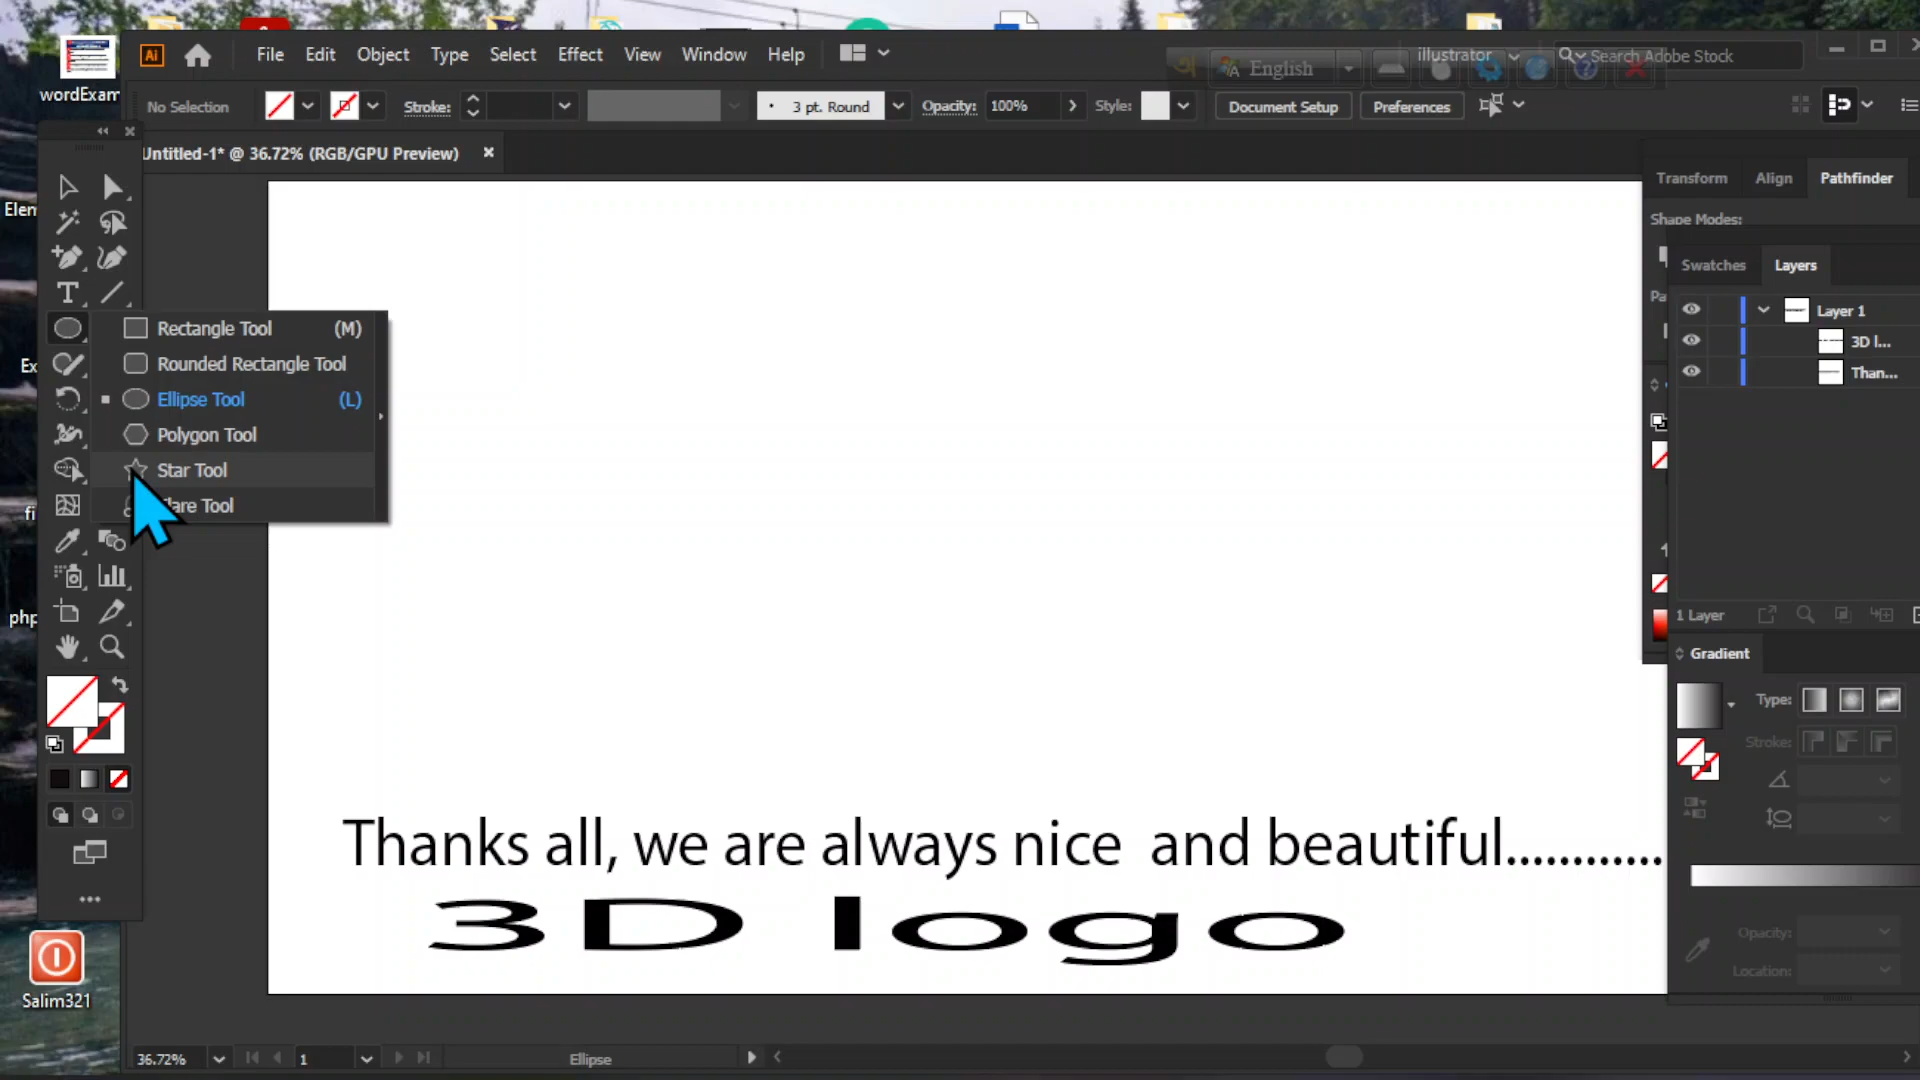 wordExam
Ai
File Edit Object Type Select Effect View Window Help
illustrator
Search Adobe Stock
English
No Selection
Stroke:
3 pt. Round
Opacity: 100%
Style:
Document Setup
Preferences
Untitled-1* @ 36.72% (RGB/GPU Preview)
Transform Align Pathfinder
Shape Modes:
Swatches Layers
Layer 1
3D l...
Than...
Rectangle Tool (M)
Rounded Rectangle Tool
Ellipse Tool (L)
Polygon Tool
Star Tool
Tool
1 Layer
Gradient
Type:
Stroke:
Opacity:
Location:
Thanks all, we are always nice and beautiful............
3D logo
Salim321
36.72%
1
Ellipse